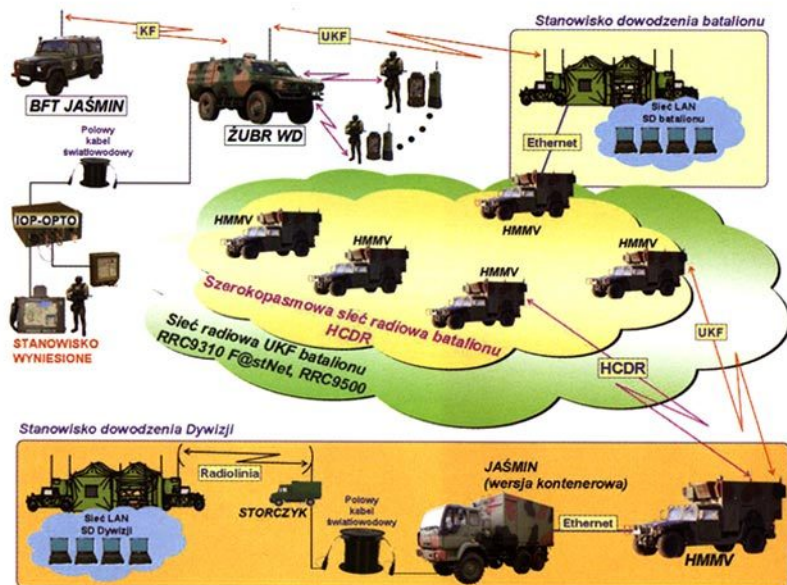 KF
UKF
Stanowisko dowodzenia batalionu
BFT JAŚMIN
ŻUBR WD
Sieć LAN
SD batalionu
Ethernet
Polowy
kabel
światłowodowy
IOP-OPTO
STANOWISKO
WYNIESIONE
HMMV
HMMV
HMMV
HMMV
HMMV
Szerokopasmowa sieć radiowa batalionu
HCDR
Sieć radiowa UKF batalionu
RRC9310 F@stNet, RRC9500
UKF
HCDR
Stanowisko dowodzenia Dywizji
Radiolinia
STORCZYK
Polowy
kabel
światłowodowy
JAŚMIN
(wersja kontenerowa)
Ethernet
HMMV
Sieć LAN
SD Dywizji